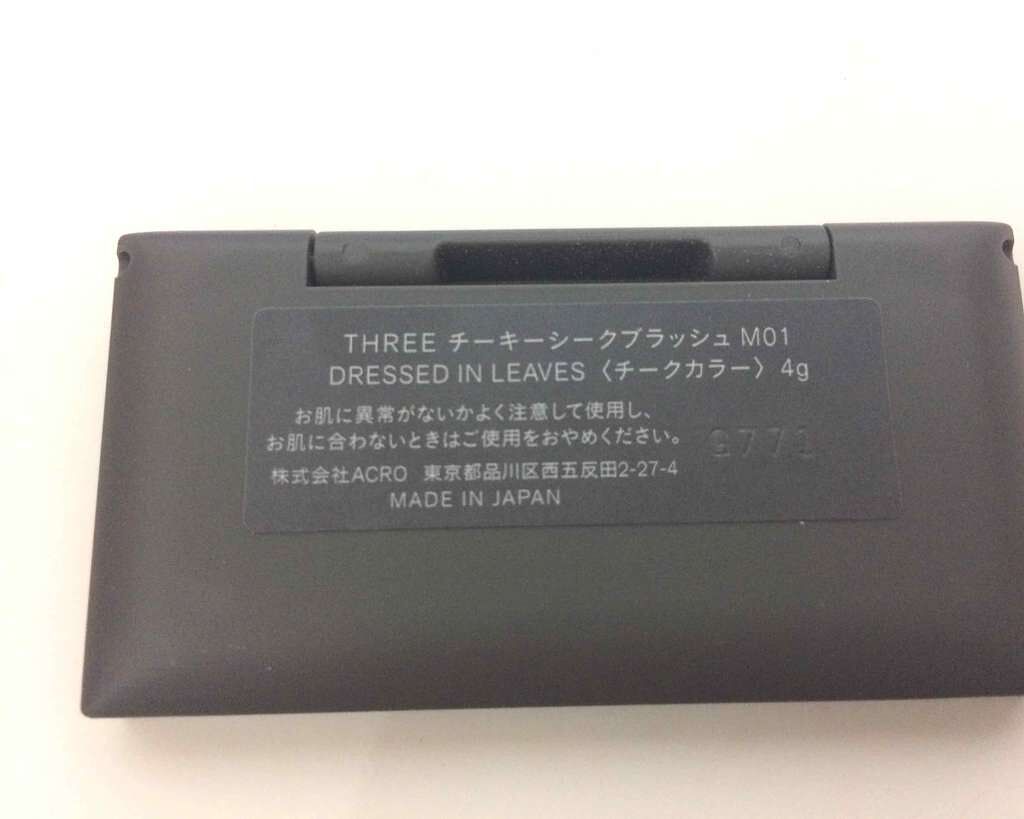 THREE チーキーシークブラッシュ M01
DRESSED IN LEAVES 〈チークカラー〉 4g
お肌に異常がないかよく注意して使用し、
お肌に合わないときはご使用をおやめください。
株式会社ACRO 東京都品川区西五反田2-27-4
MADE IN JAPAN